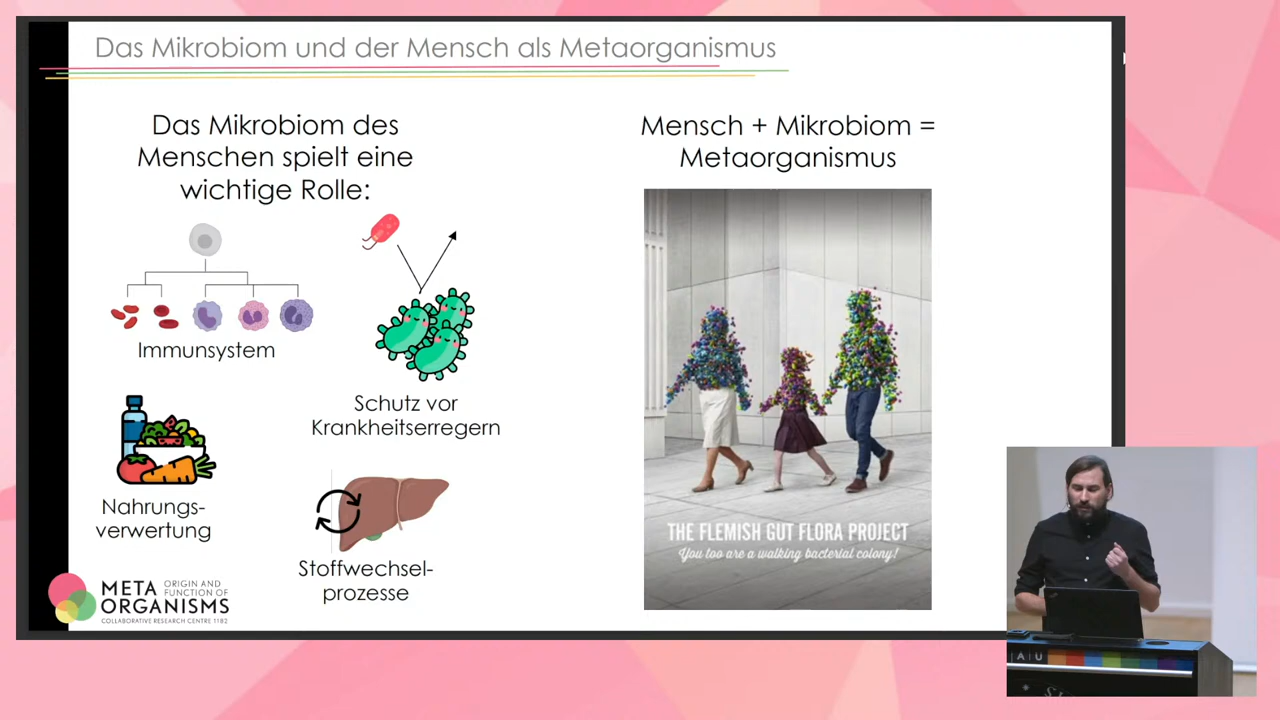 Das Mikrobiom und der Mensch als Metaorganismus
Das Mikrobiom des
Menschen spielt eine
wichtige Rolle:
Immunsystem
Schutz vor
Krankheitserregern
Nahrungs-
verwertung
Stoffwechsel-
prozesse
Mensch + Mikrobiom =
Metaorganismus
THE FLEMISH GUT FLORA PROJECT
You too are a walking bacterial colony!
META
ORGANISMS
ORIGIN AND
FUNCTION OF
COLLABORATIVE RESEARCH CENTRE 1182
AU